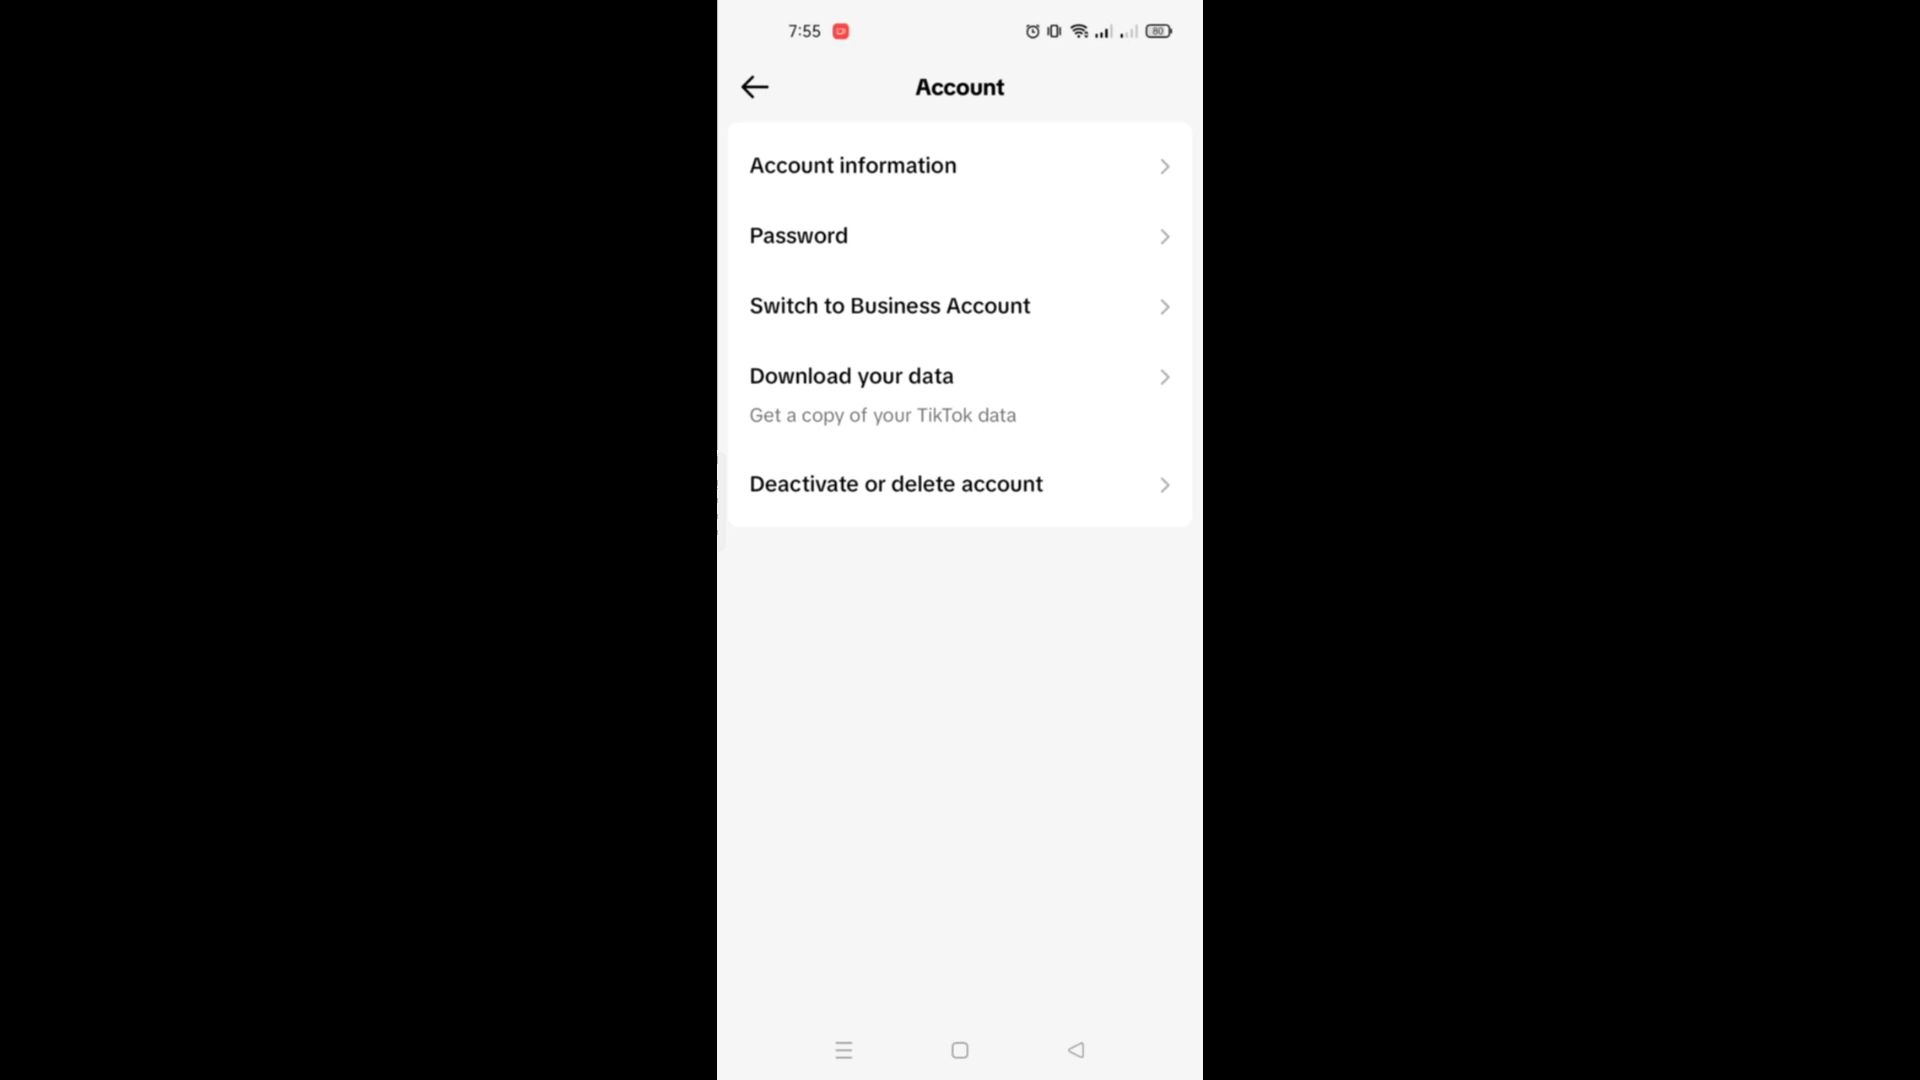 7:55
80
Account
Account information
Password
Switch to Business Account
Download your data
Get a copy of your TikTok data
Deactivate or delete account